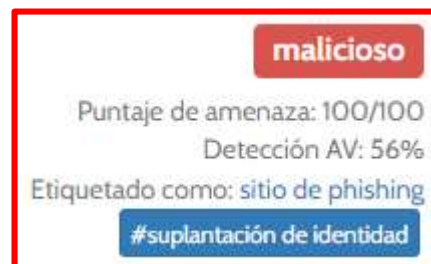 malicioso
Puntaje de amenaza: 100/100
Detección AV: 56%
Etiquetado como: sitio de phishing
#suplantación de identidad